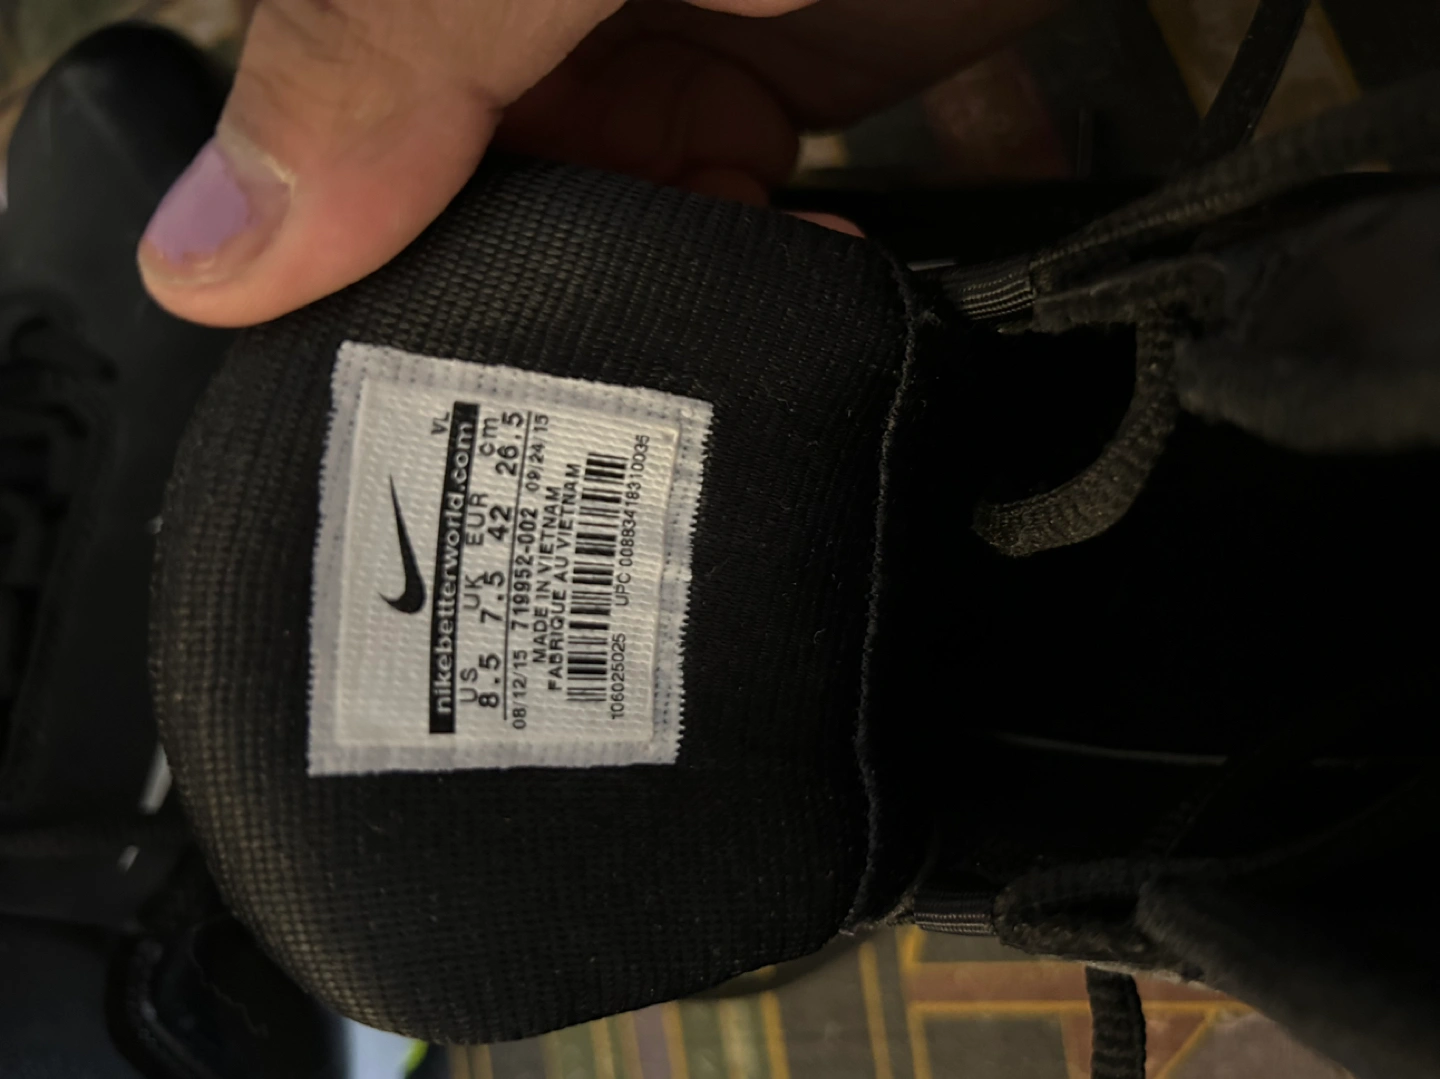 VL
nikebetterworld.com
US UK EUR cm
8.5 7.5 42 26.5
08/12/15 719952-002 09/24/15
MADE IN VIETNAM
FABRIQUE AU VIETNAM
106025025 UPC 00883418310035